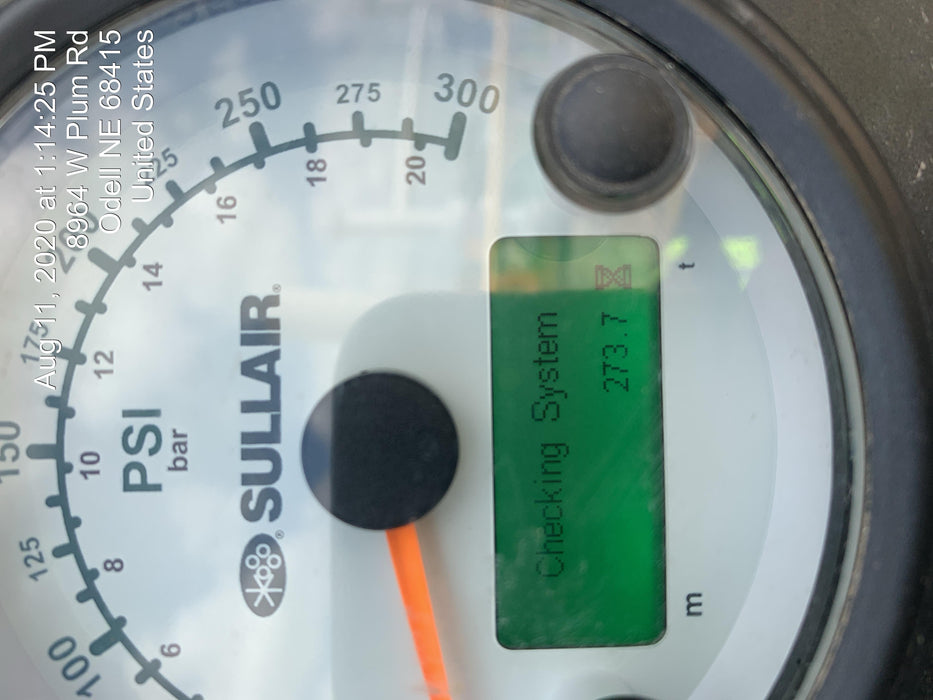 Aug 11, 2020 at 1:14:25 PM
8964 W Plum Rd
Odell NE 68415
United States
100
125
150
175
200
225
250
275
300
6
8
10
12
14
16
18
20
PSI
bar
SULLAIR®
Checking System
273.7
m
t